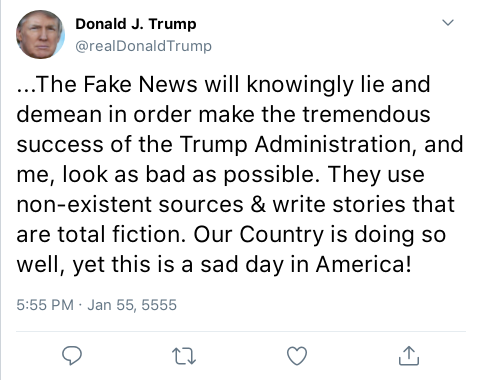 Donald J. Trump
@realDonaldTrump
...The Fake News will knowingly lie and
demean in order make the tremendous
success of the Trump Administration, and
me, look as bad as possible. They use
non-existent sources & write stories that
are total fiction. Our Country is doing so
well, yet this is a sad day in America!
5:55 PM · Jan 55, 5555